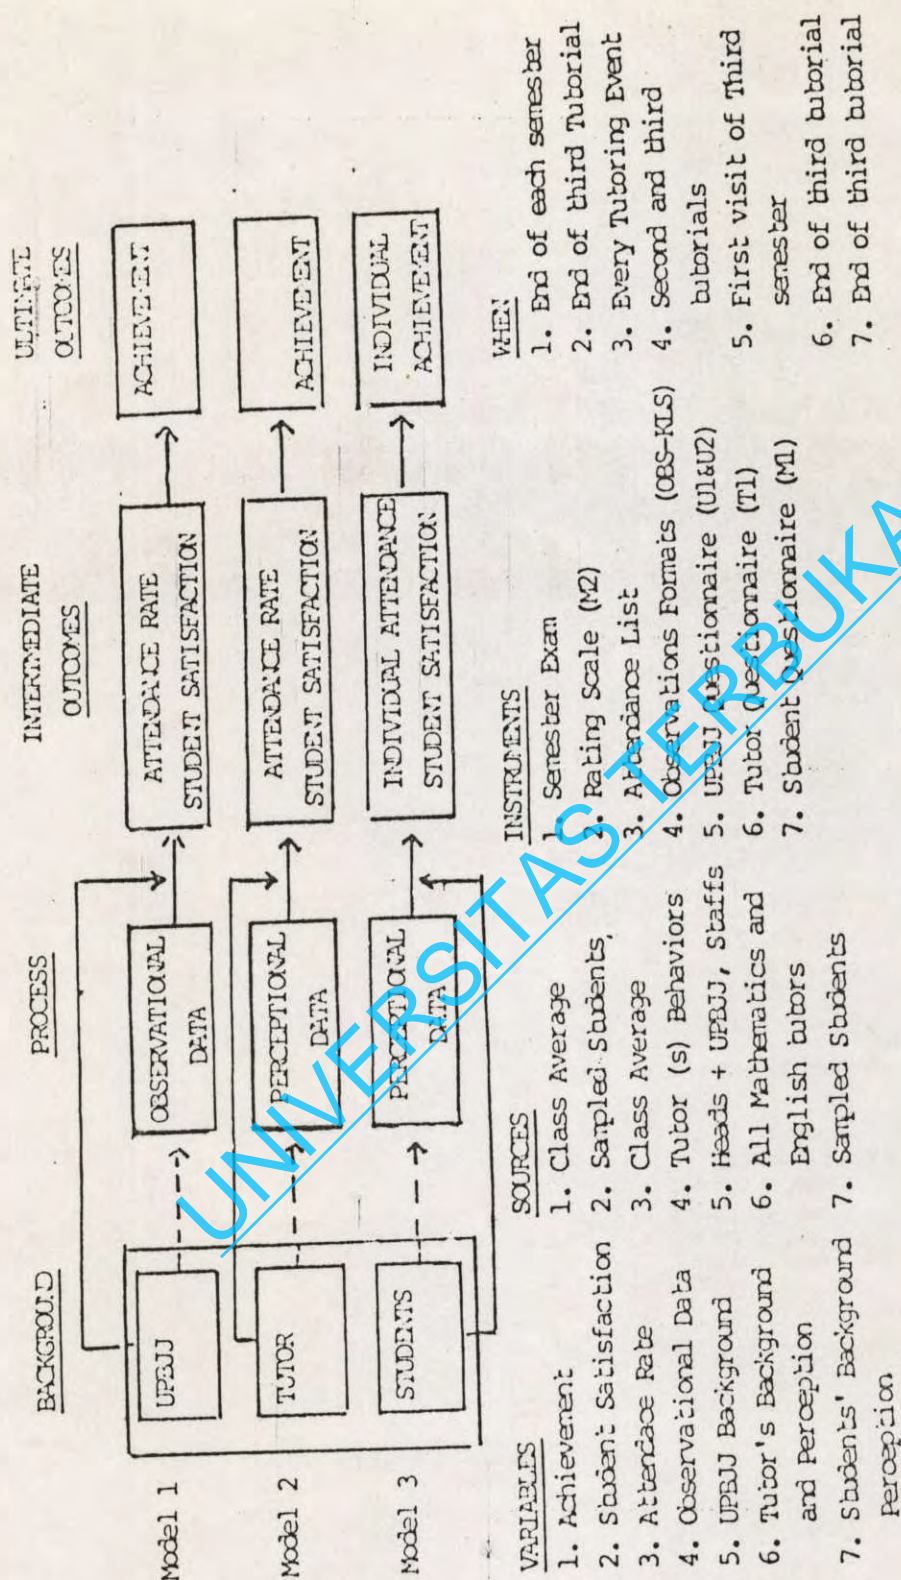 BACKGROUND
PROCESS
INTERMEDIATE
OUTCOMES
ULTIMATE
OUTCOMES
Model 1
UPBJJ
OBSERVATIONAL
DATA
ATTENDANCE RATE
STUDENT SATISFACTION
ACHIEVEMENT
Model 2
TUTOR
PERCEPTIONAL
DATA
ATTENDANCE RATE
STUDENT SATISFACTION
ACHIEVEMENT
Model 3
STUDENTS
PERCEPTIONAL
DATA
INDIVIDUAL ATTENDANCE
STUDENT SATISFACTION
INDIVIDUAL
ACHIEVEMENT
VARIABLES
1. Achievement
2. Student Satisfaction
3. Attendace Rate
4. Observational Data
5. UPBJJ Background
6. Tutor's Background
and Perception
7. Students' Background
Perception
SOURCES
1. Class Average
2. Sampled Students,
3. Class Average
4. Tutor (s) Behaviors
5. Heads + UPBJJ, Staffs
6. All Mathematics and
English tutors
7. Sampled Students
INSTRUMENTS
1. Semester Exam
2. Rating Scale (M2)
3. Attendance List
4. Observations Formats (OBS-KLS)
5. UPBJJ Questionnaire (U1&U2)
6. Tutor Questionnaire (T1)
7. Student Questionnaire (M1)
WHEN
1. End of each semester
2. End of third Tutorial
3. Every Tutoring Event
4. Second and third
tutorials
5. First visit of Third
semester
6. End of third tutorial
7. End of third tutorial
UNIVERSITAS TERBUKA